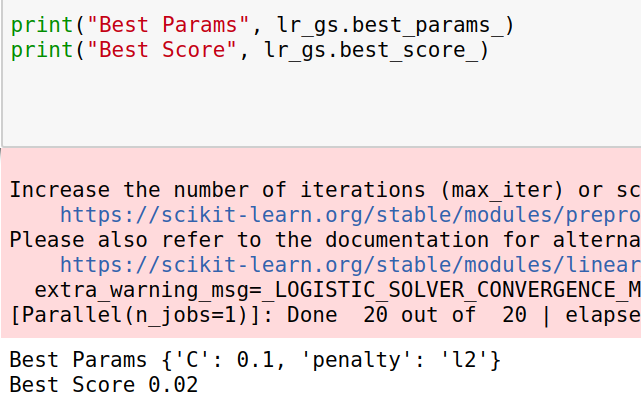 print("Best Params", lr_gs.best_params_)
print("Best Score", lr_gs.best_score_)
Increase the number of iterations (max_iter) or sc
https://scikit-learn.org/stable/modules/prepro
Please also refer to the documentation for alterna
https://scikit-learn.org/stable/modules/linear
extra_warning_msg=_LOGISTIC_SOLVER_CONVERGENCE_M
[Parallel(n_jobs=1)]: Done  20 out of  20 | elapse
Best Params {'C': 0.1, 'penalty': 'l2'}
Best Score 0.02